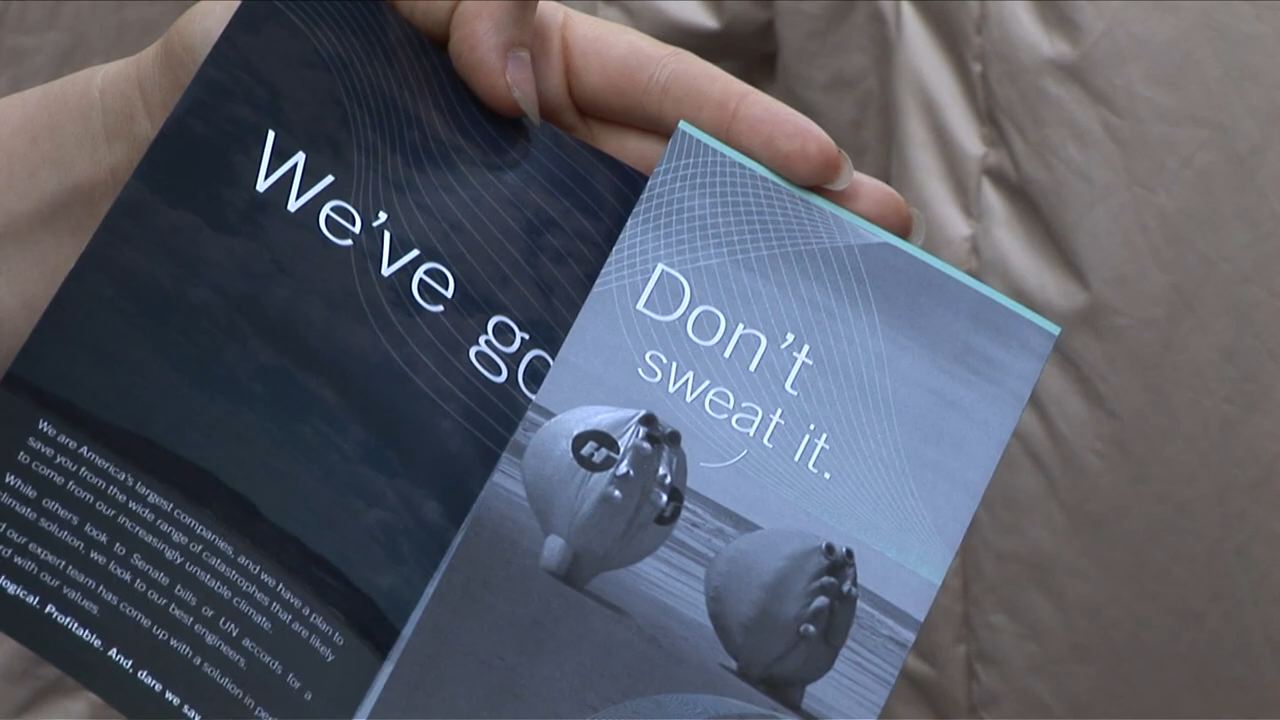 We've go
We are America's largest companies, and we have a plan to
save you from the wide range of catastrophes that are likely
to come from our increasingly unstable climate.
While others look to Senate bills or UN accords for a
climate solution, we look to our best engineers,
our expert team has come up with a solution in
with our values.
logical. Profitable. And, dare we say
Don't
sweat it.
H